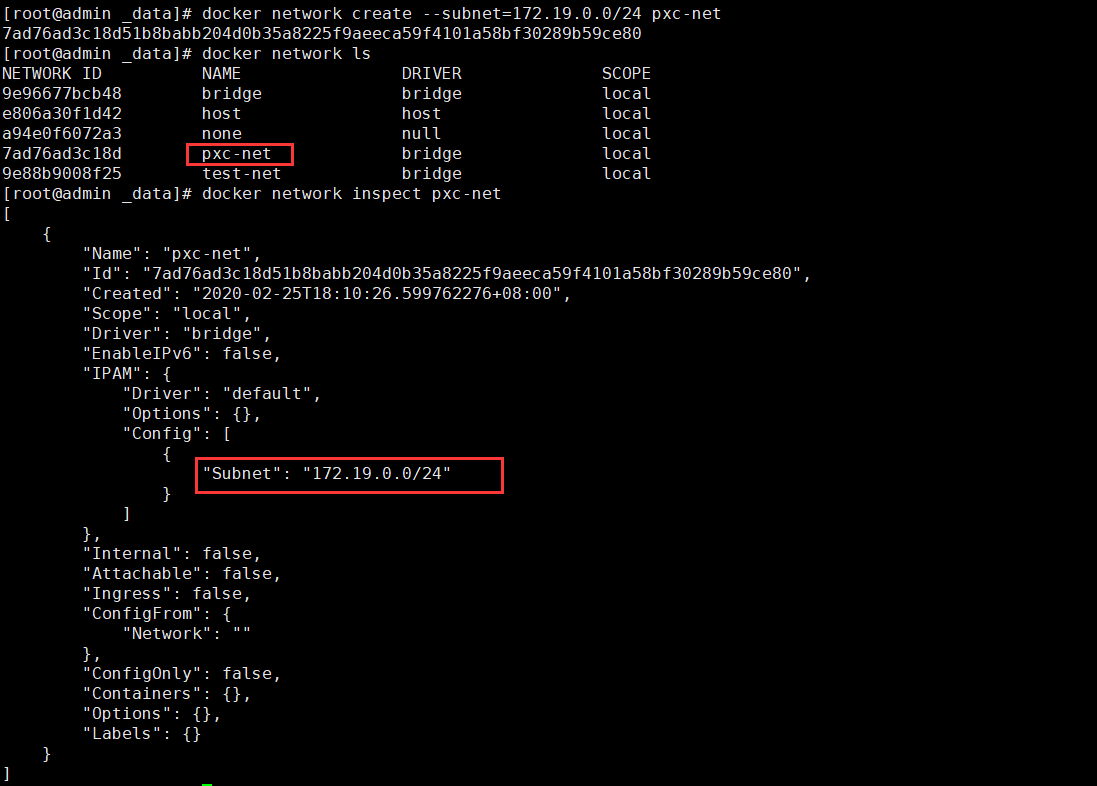 [root@admin _data]# docker network create --subnet=172.19.0.0/24 pxc-net
7ad76ad3c18d51b8babb204d0b35a8225f9aeeca59f4101a58bf30289b59ce80
[root@admin _data]# docker network ls
NETWORK ID          NAME                DRIVER              SCOPE
9e96677bcb48        bridge              bridge              local
e806a30f1d42        host                host                local
a94e0f6072a3        none                null                local
7ad76ad3c18d        pxc-net             bridge              local
9e88b9008f25        test-net            bridge              local
[root@admin _data]# docker network inspect pxc-net
[
    {
        "Name": "pxc-net",
        "Id": "7ad76ad3c18d51b8babb204d0b35a8225f9aeeca59f4101a58bf30289b59ce80",
        "Created": "2020-02-25T18:10:26.599762276+08:00",
        "Scope": "local",
        "Driver": "bridge",
        "EnableIPv6": false,
        "IPAM": {
            "Driver": "default",
            "Options": {},
            "Config": [
                {
                    "Subnet": "172.19.0.0/24"
                }
            ]
        },
        "Internal": false,
        "Attachable": false,
        "Ingress": false,
        "ConfigFrom": {
            "Network": ""
        },
        "ConfigOnly": false,
        "Containers": {},
        "Options": {},
        "Labels": {}
    }
]